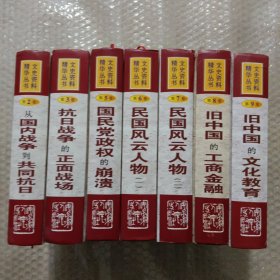 文史资料
精华丛书
第2卷
从国内战争到共同抗日
文史资料
精华丛书
第3卷
抗日战争的正面战场
文史资料
精华丛书
第5卷
国民党政权的崩溃
文史资料
精华丛书
第6卷
民国风云人物(一)
文史资料
精华丛书
第7卷
民国风云人物(二)
文史资料
精华丛书
第8卷
旧中国的工商金融
文史资料
精华丛书
第9卷
旧中国的文化教育